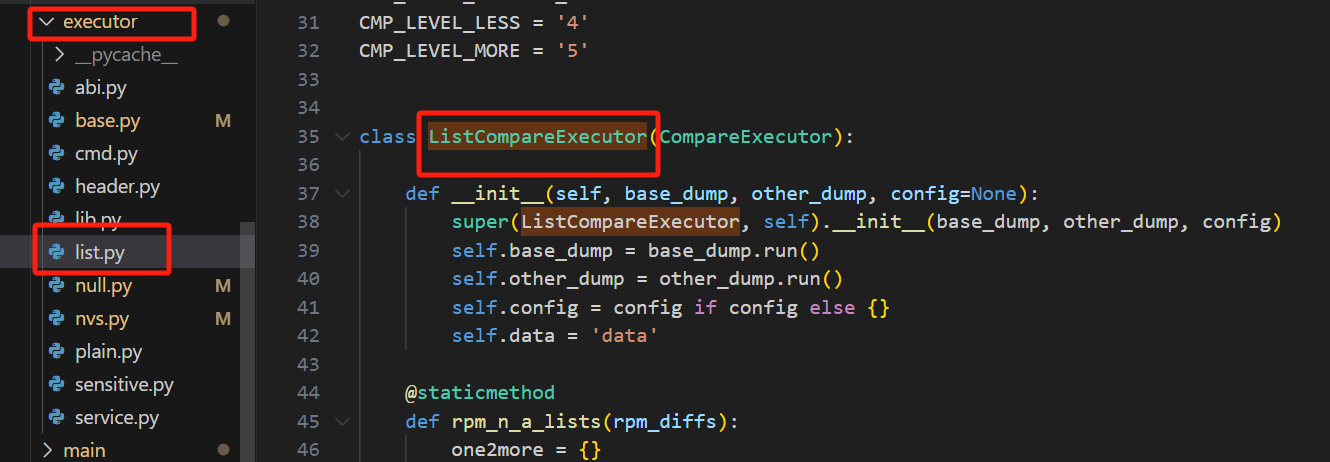 executor
__pycache__
abi.py
base.py M
cmd.py
header.py
lib.py
list.py
null.py M
nvs.py M
plain.py
sensitive.py
service.py
main
31 CMP_LEVEL_LESS = '4'
32 CMP_LEVEL_MORE = '5'
33
34
35 class ListCompareExecutor(CompareExecutor):
36
37 def __init__(self, base_dump, other_dump, config=None):
38 super(ListCompareExecutor, self).__init__(base_dump, other_dump, config)
39 self.base_dump = base_dump.run()
40 self.other_dump = other_dump.run()
41 self.config = config if config else {}
42 self.data = 'data'
43
44 @staticmethod
45 def rpm_n_a_lists(rpm_diffs):
46 one2more = {}